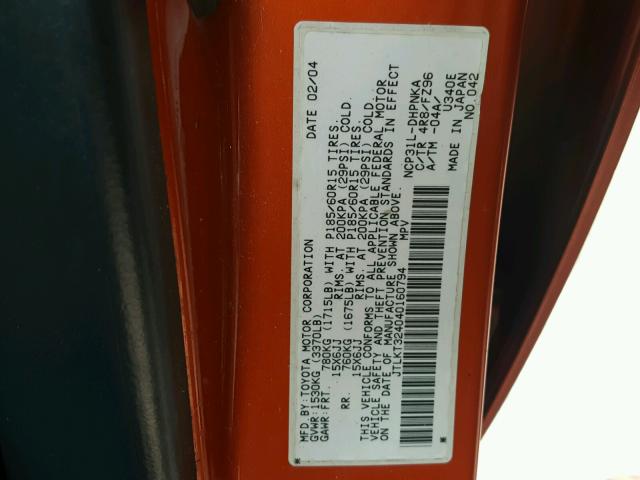 MFD.BY:TOYOTA MOTOR CORPORATION DATE 02/04
GVWR:1530KG (3370LB)
GAWR:FRT. 780KG (1715LB) WITH P185/60R15 TIRES.
15X6JJ RIMS. AT 200KPA (29PSI) COLD.
RR. 760KG (1675LB) WITH P185/60R15 TIRES.
15X6JJ RIMS. AT 200KPA (29PSI) COLD.
THIS VEHICLE CONFORMS TO ALL APPLICABLE FEDERAL MOTOR
VEHICLE SAFETY AND THEFT PREVENTION STANDARDS IN EFFECT
ON THE DATE OF MANUFACTURE SHOWN ABOVE.
JTLKT324040160794 MPV
NCP31L-DHPNKA
C/TR 4R8/FZ96
A/TM -04A/ U340E
MADE IN JAPAN
NO.042